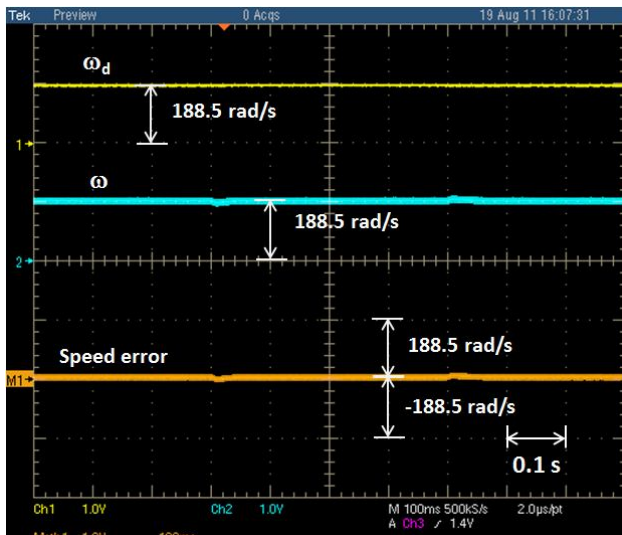 Tek Preview 0 Acqs 19 Aug 11 16:07:31
ωd
188.5 rad/s
1
ω
188.5 rad/s
2
188.5 rad/s
Speed error
M1
-188.5 rad/s
0.1 s
Ch1 1.0V Ch2 1.0V M 100ms 500kS/s 2.0µs/pt
A Ch3 ∕ 1.4V